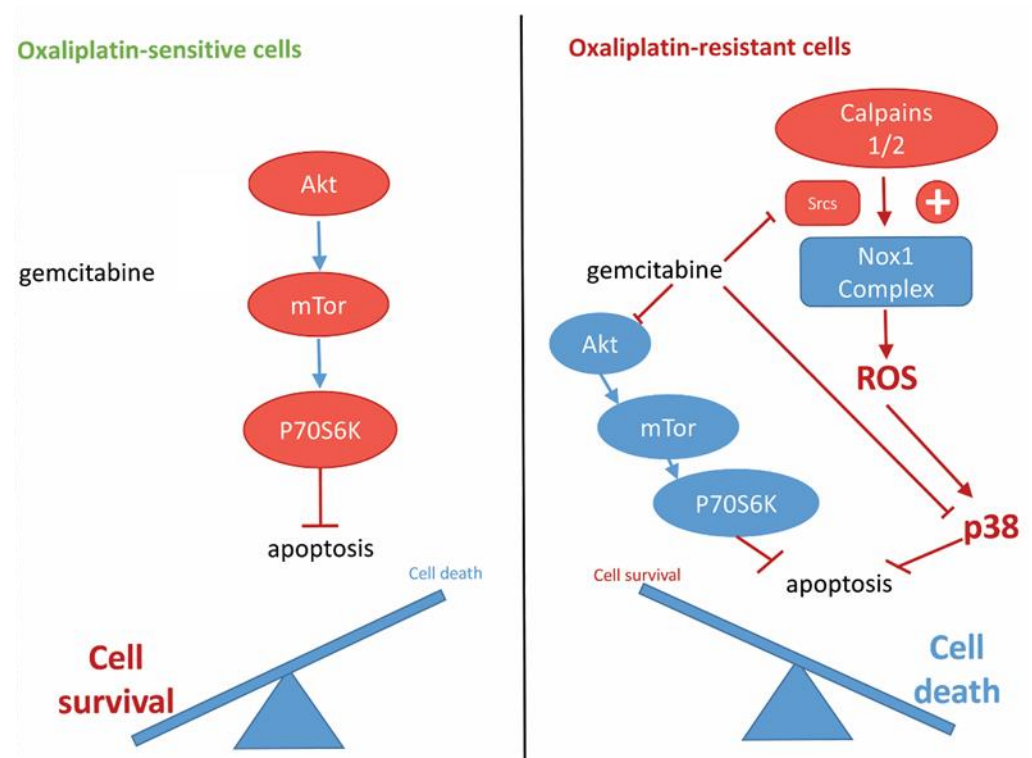 Oxaliplatin-sensitive cells
Akt
gemcitabine
mTor
P70S6K
apoptosis
Cell death
Cell
survival
Oxaliplatin-resistant cells
Calpains
1/2
Srcs
+
Nox1
Complex
gemcitabine
Akt
ROS
mTor
P70S6K
p38
apoptosis
Cell survival
Cell
death